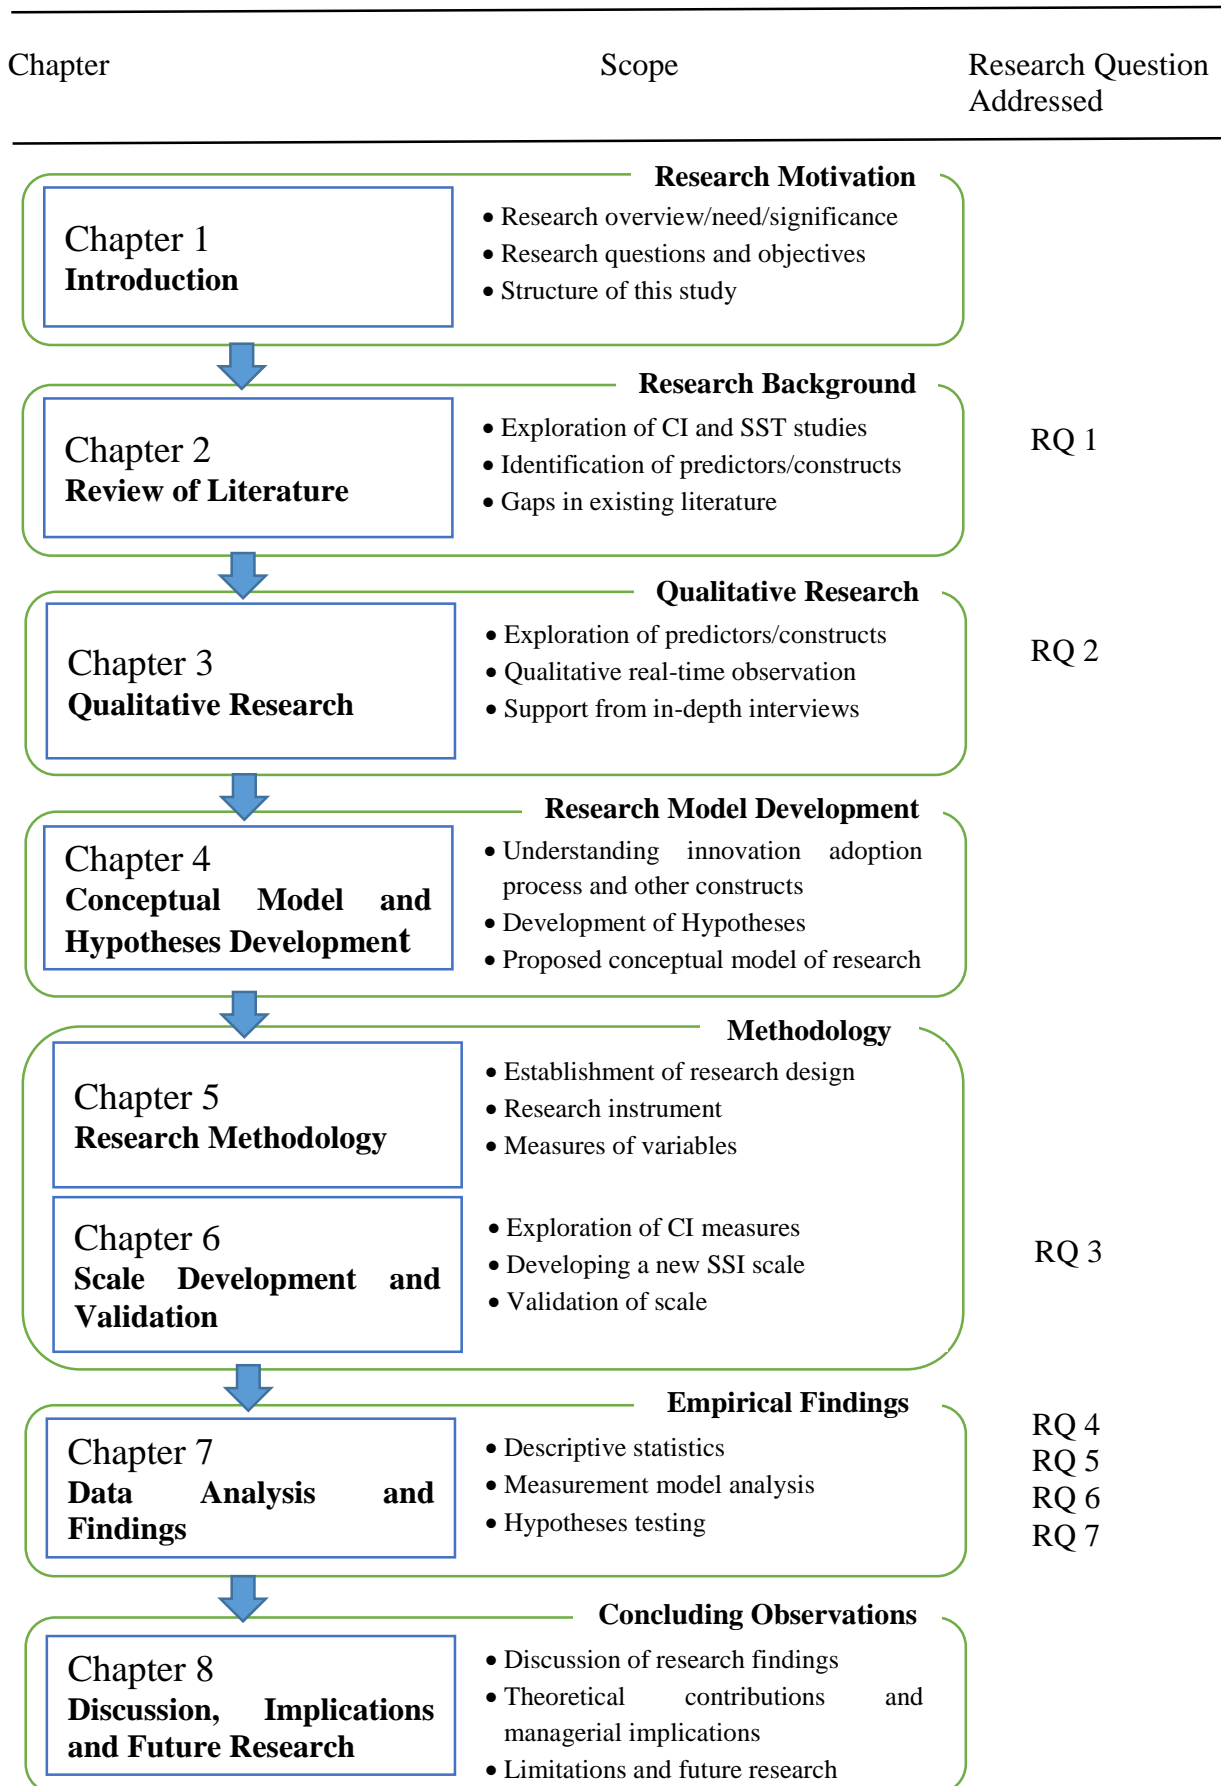 Chapter
Scope
Research Question
Addressed
Research Motivation
Chapter 1
Introduction
• Research overview/need/significance
• Research questions and objectives
• Structure of this study
Research Background
Chapter 2
Review of Literature
• Exploration of CI and SST studies
• Identification of predictors/constructs
• Gaps in existing literature
RQ 1
Qualitative Research
Chapter 3
Qualitative Research
• Exploration of predictors/constructs
• Qualitative real-time observation
• Support from in-depth interviews
RQ 2
Research Model Development
Chapter 4
Conceptual Model and
Hypotheses Development
• Understanding innovation adoption
process and other constructs
• Development of Hypotheses
• Proposed conceptual model of research
Methodology
Chapter 5
Research Methodology
• Establishment of research design
• Research instrument
• Measures of variables
Chapter 6
Scale Development and
Validation
• Exploration of CI measures
• Developing a new SSI scale
• Validation of scale
RQ 3
Empirical Findings
Chapter 7
Data Analysis and
Findings
• Descriptive statistics
• Measurement model analysis
• Hypotheses testing
RQ 4
RQ 5
RQ 6
RQ 7
Concluding Observations
Chapter 8
Discussion, Implications
and Future Research
• Discussion of research findings
• Theoretical contributions and
managerial implications
• Limitations and future research